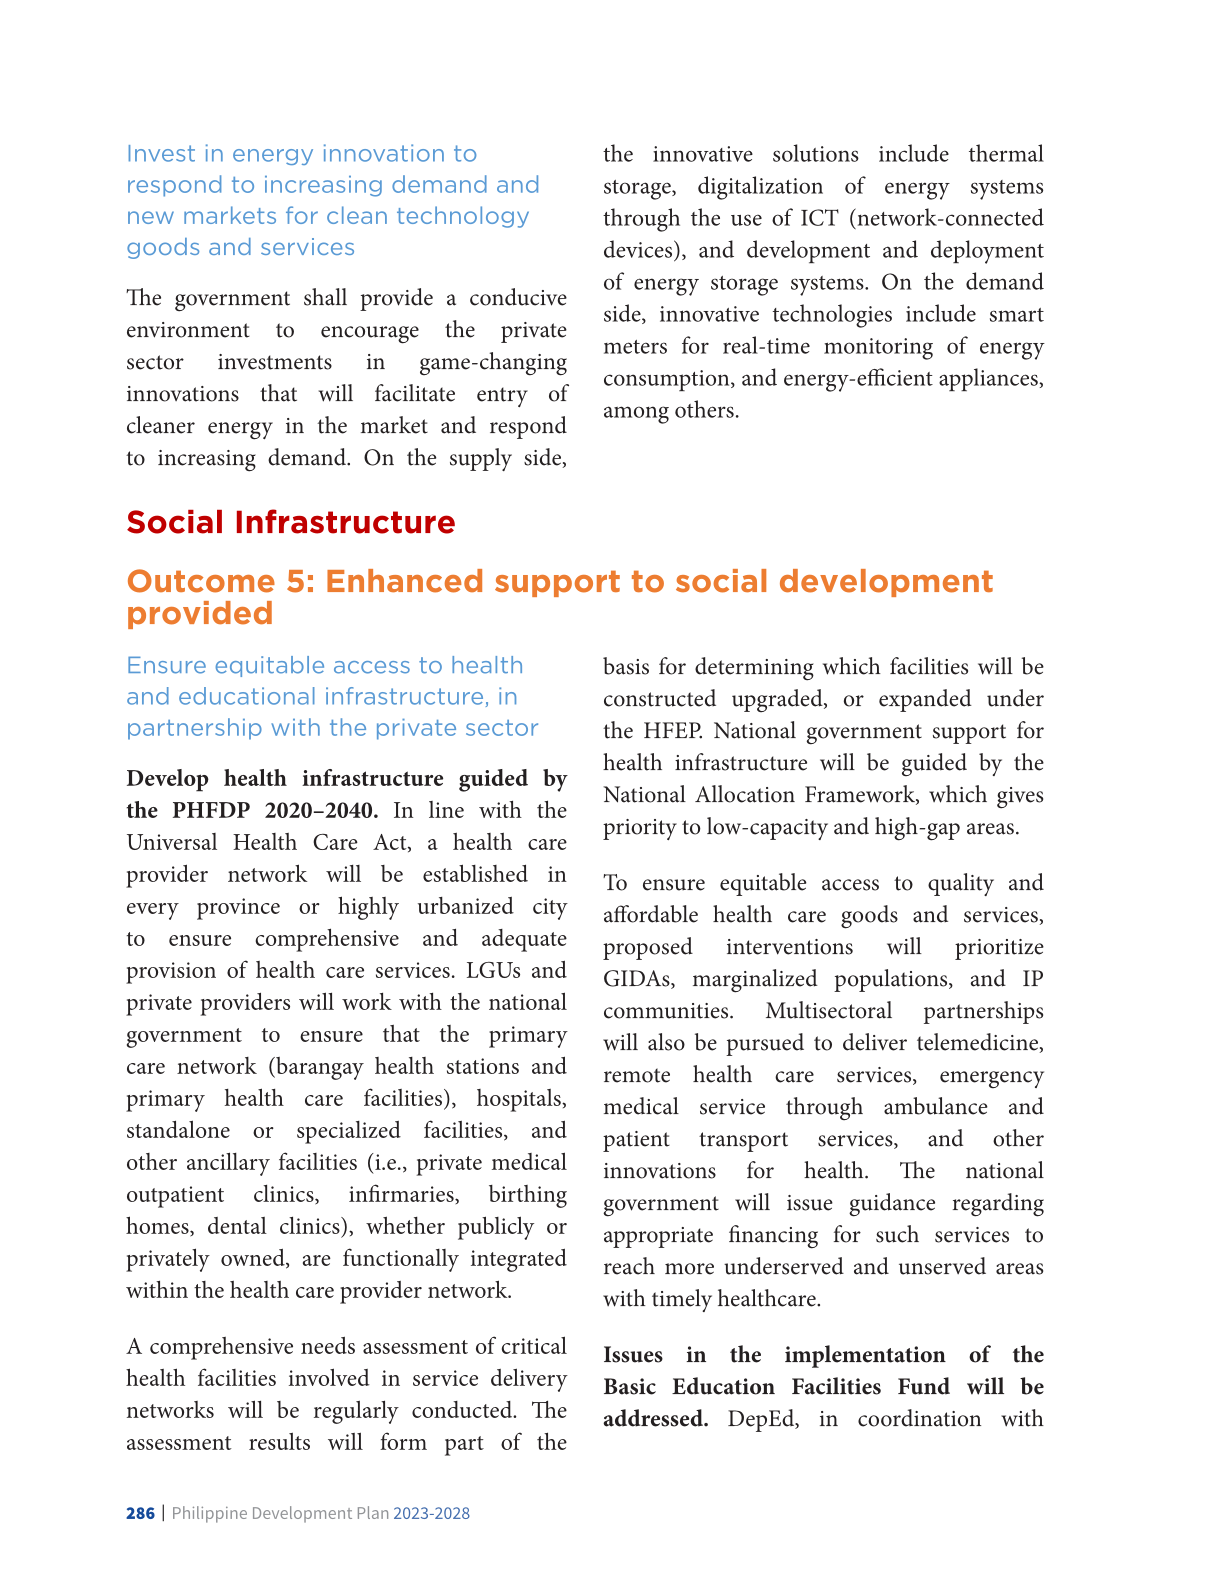 Invest in energy innovation to
respond to increasing demand and
new markets for clean technology
goods and services
The government shall provide a conducive
environment to encourage the private
sector investments in game-changing
innovations that will facilitate entry of
cleaner energy in the market and respond
to increasing demand. On the supply side,
the innovative solutions include thermal
storage, digitalization of energy systems
through the use of ICT (network-connected
devices), and development and deployment
of energy storage systems. On the demand
side, innovative technologies include smart
meters for real-time monitoring of energy
consumption, and energy-efficient appliances,
among others.
Social Infrastructure
Outcome 5: Enhanced support to social development
provided
Ensure equitable access to health
and educational infrastructure, in
partnership with the private sector
Develop health infrastructure guided by
the PHFDP 2020–2040. In line with the
Universal Health Care Act, a health care
provider network will be established in
every province or highly urbanized city
to ensure comprehensive and adequate
provision of health care services. LGUs and
private providers will work with the national
government to ensure that the primary
care network (barangay health stations and
primary health care facilities), hospitals,
standalone or specialized facilities, and
other ancillary facilities (i.e., private medical
outpatient clinics, infirmaries, birthing
homes, dental clinics), whether publicly or
privately owned, are functionally integrated
within the health care provider network.
A comprehensive needs assessment of critical
health facilities involved in service delivery
networks will be regularly conducted. The
assessment results will form part of the
basis for determining which facilities will be
constructed upgraded, or expanded under
the HFEP. National government support for
health infrastructure will be guided by the
National Allocation Framework, which gives
priority to low-capacity and high-gap areas.
To ensure equitable access to quality and
affordable health care goods and services,
proposed interventions will prioritize
GIDAs, marginalized populations, and IP
communities. Multisectoral partnerships
will also be pursued to deliver telemedicine,
remote health care services, emergency
medical service through ambulance and
patient transport services, and other
innovations for health. The national
government will issue guidance regarding
appropriate financing for such services to
reach more underserved and unserved areas
with timely healthcare.
Issues in the implementation of the
Basic Education Facilities Fund will be
addressed. DepEd, in coordination with
286 | Philippine Development Plan 2023-2028